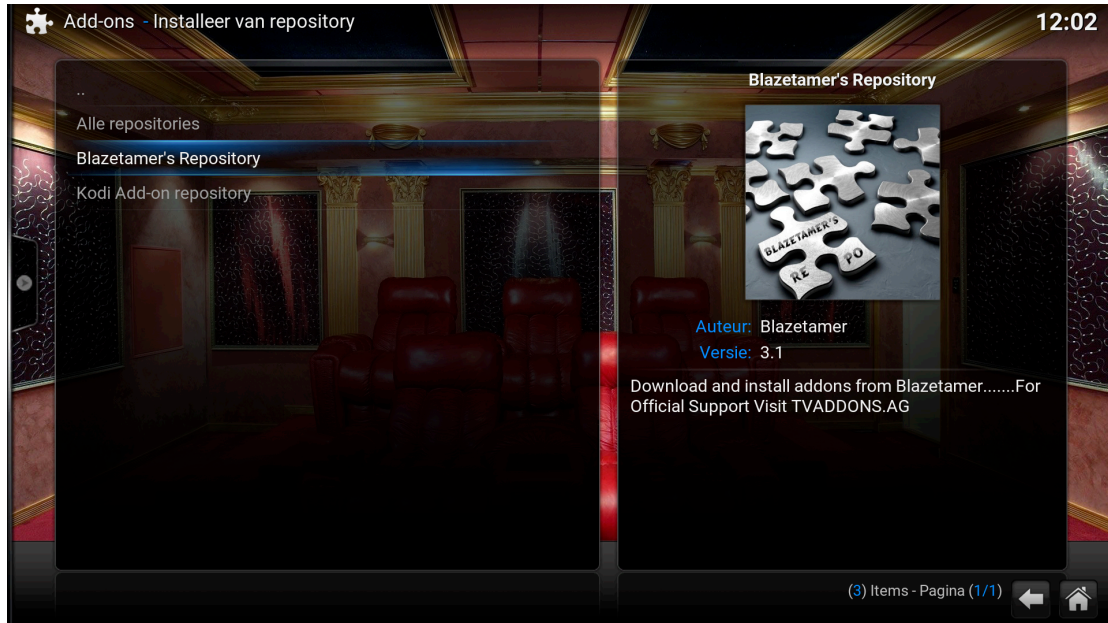 Add-ons - Installeer van repository
12:02
..
Alle repositories
Blazetamer's Repository
Kodi Add-on repository
Blazetamer's Repository
BLAZETAMER'S
RE PO
Auteur: Blazetamer
Versie: 3.1
Download and install addons from Blazetamer.......For
Official Support Visit TVADDONS.AG
(3) Items - Pagina (1/1)